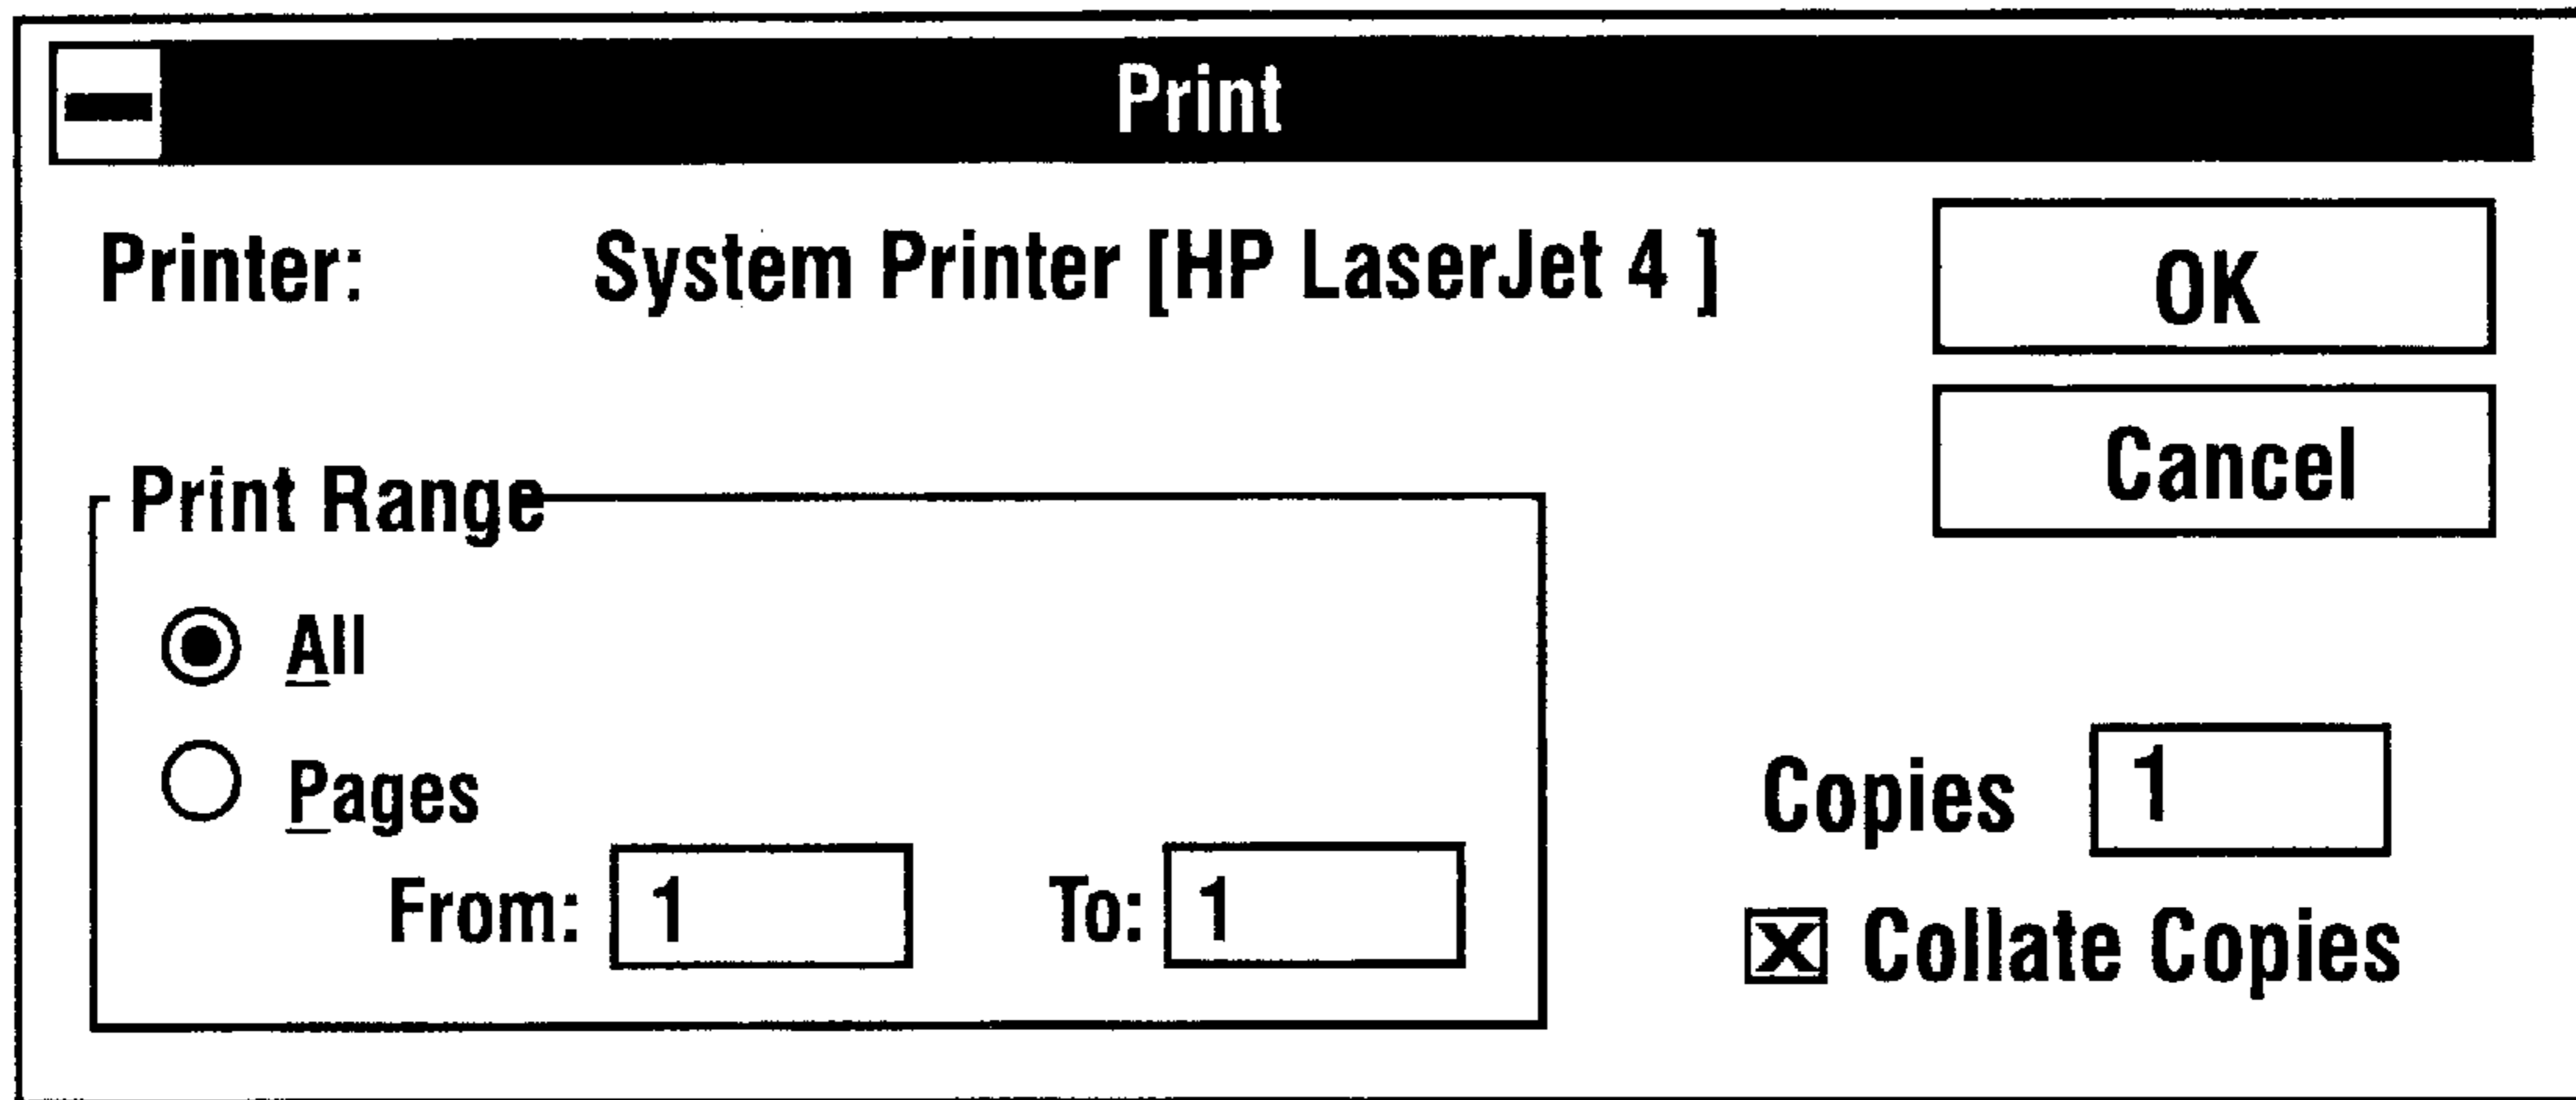 Print
Printer: System Printer [HP LaserJet 4 ]
OK
Cancel
Print Range
All
Pages
From: 1 To: 1
Copies 1
X Collate Copies